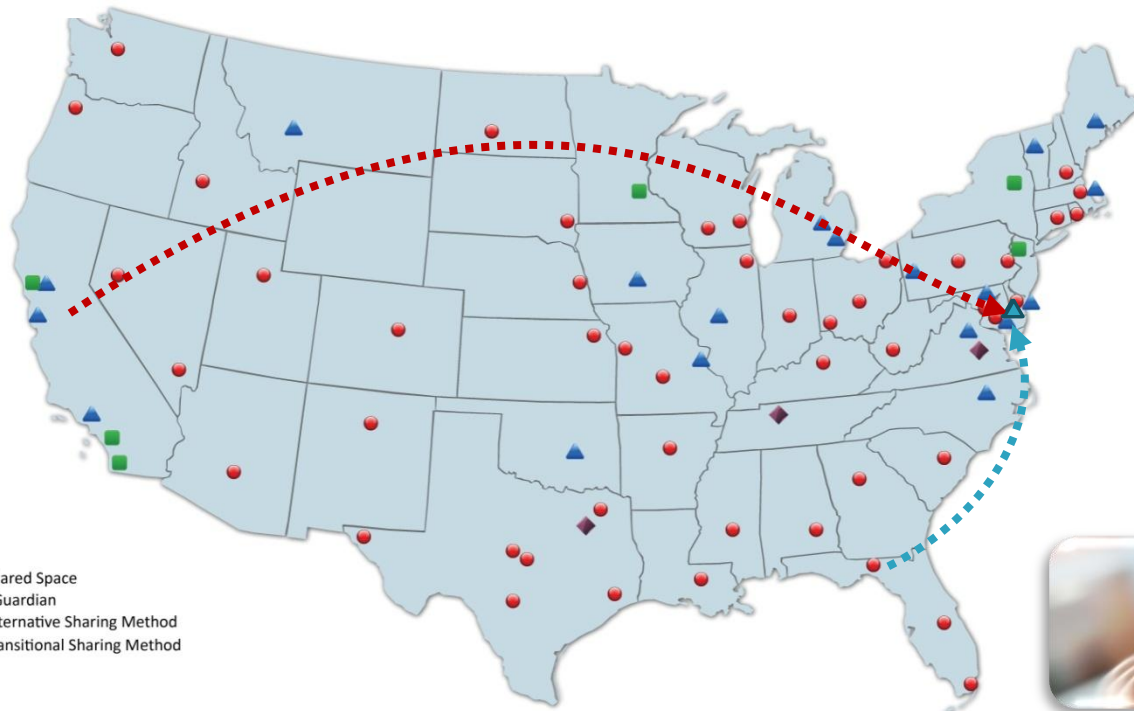 ared Space
Guardian
ternative Sharing Method
ansitional Sharing Method